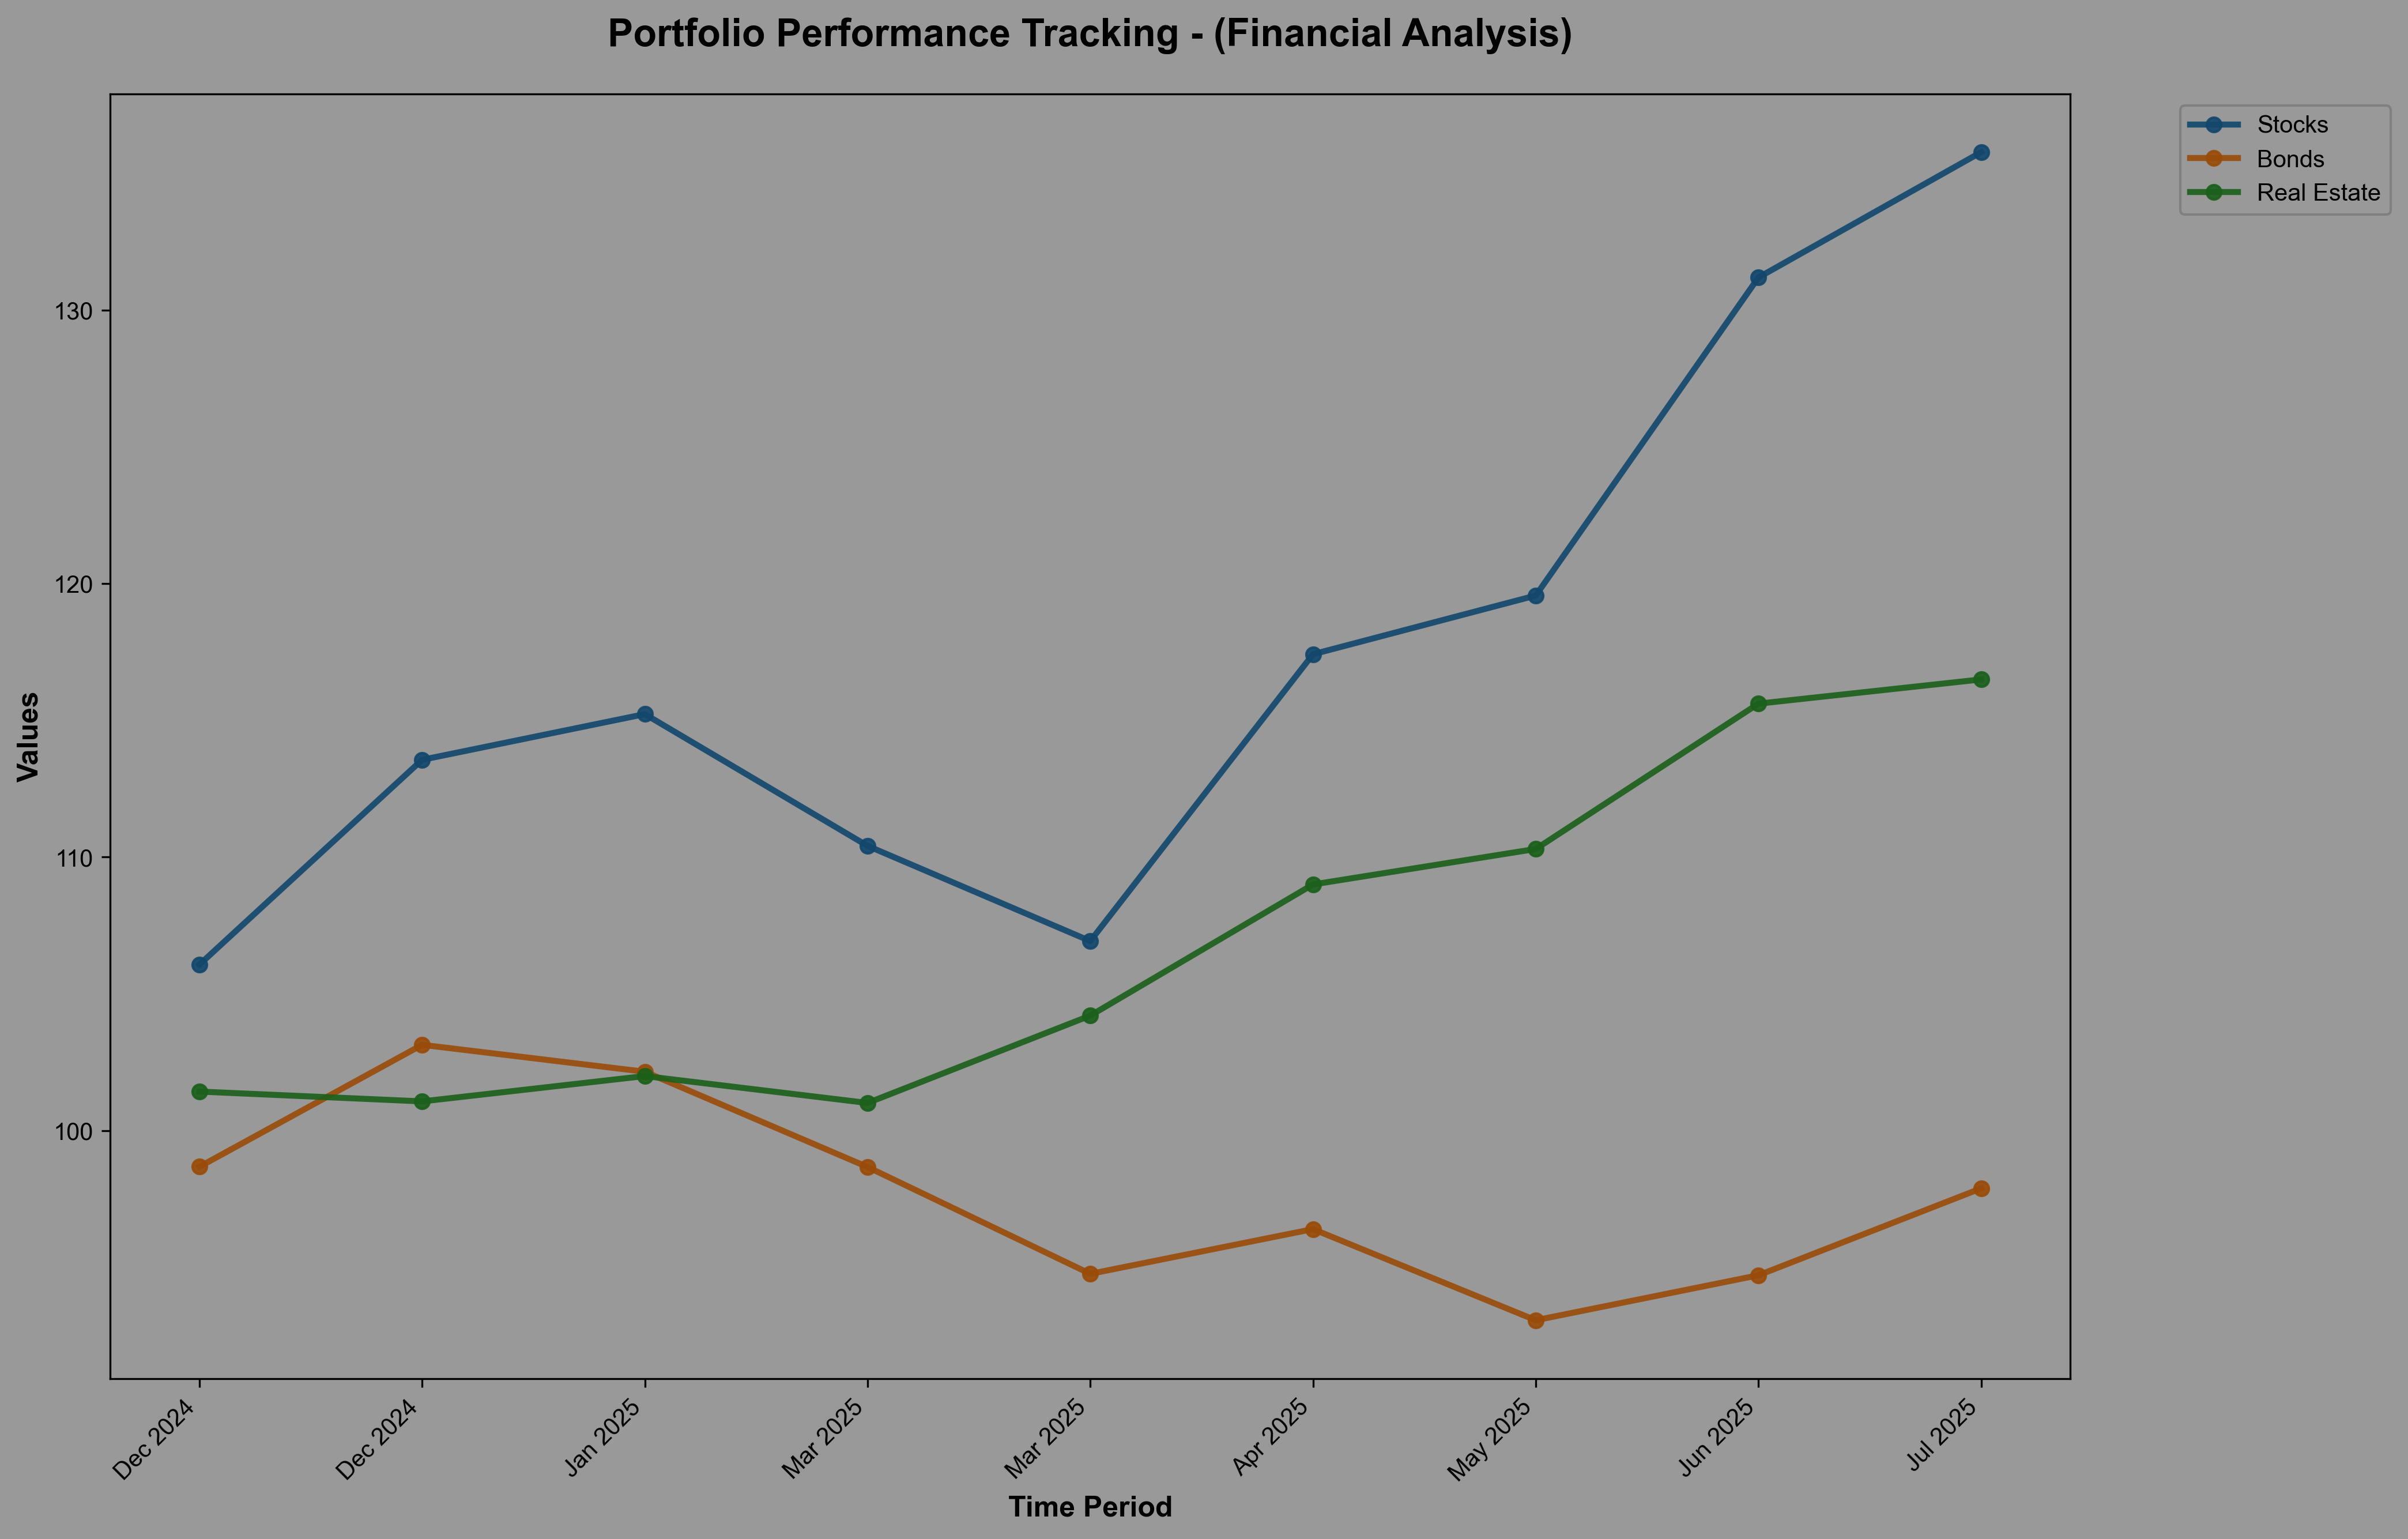 Portfolio Performance Tracking - (Financial Analysis)
Stocks
Bonds
Real Estate
Values
130
120
110
100
Dec 2024
Dec 2024
Jan 2025
Mar 2025
Mar 2025
Apr 2025
May 2025
Jun 2025
Jul 2025
Time Period